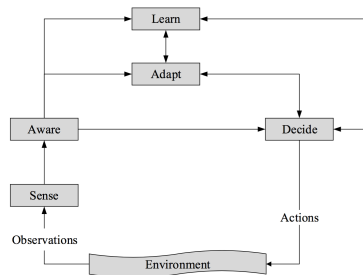 Learn
Adapt
Aware
Decide
Sense
Actions
Observations
Environment